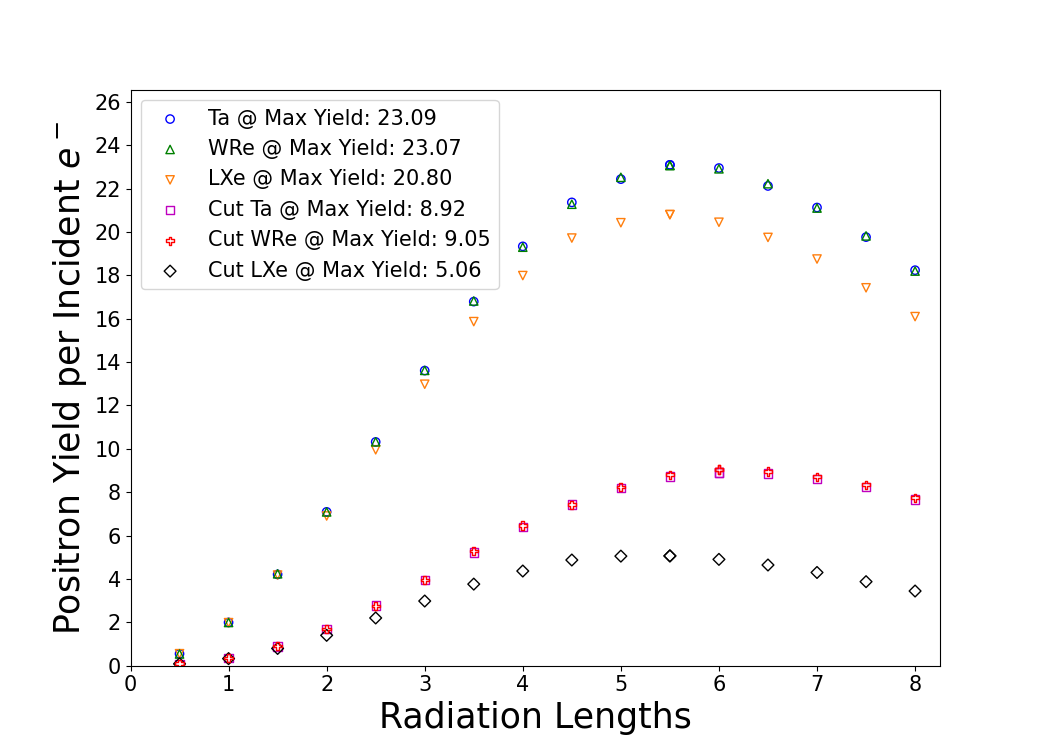 Ta @ Max Yield: 23.09
WRe @ Max Yield: 23.07
LXe @ Max Yield: 20.80
Cut Ta @ Max Yield: 8.92
Cut WRe @ Max Yield: 9.05
Cut LXe @ Max Yield: 5.06
Positron Yield per Incident e⁻
26
24
22
20
18
16
14
12
10
8
6
4
2
0
0 1 2 3 4 5 6 7 8
Radiation Lengths